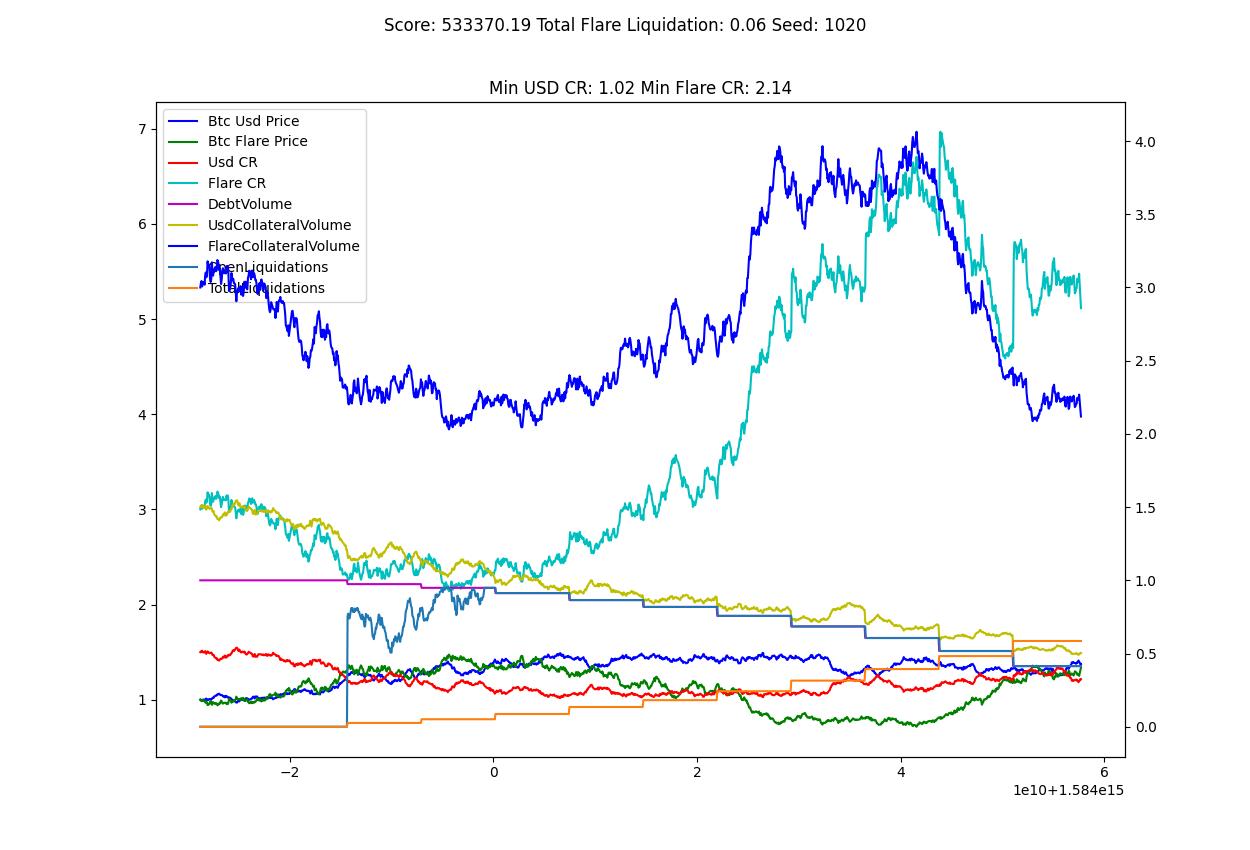 Score: 533370.19 Total Flare Liquidation: 0.06 Seed: 1020
Min USD CR: 1.02 Min Flare CR: 2.14
Btc Usd Price
Btc Flare Price
Usd CR
Flare CR
DebtVolume
UsdCollateralVolume
FlareCollateralVolume
OpenLiquidations
TotalLiquidations
7
6
5
4
3
2
1
4.0
3.5
3.0
2.5
2.0
1.5
1.0
0.5
0.0
−2 0 2 4 6
1e10+1.584e15